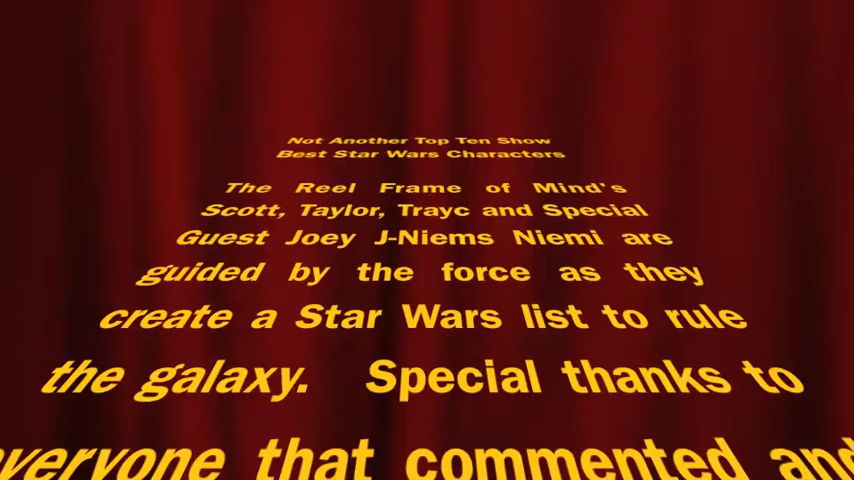 Not Another Top Ten Show
Best Star Wars Characters
The Reel Frame of Mind's
Scott, Taylor, Trayc and Special
Guest Joey J-Niems Niemi are
guided by the force as they
create a Star Wars list to rule
the galaxy. Special thanks to
everyone that commented and